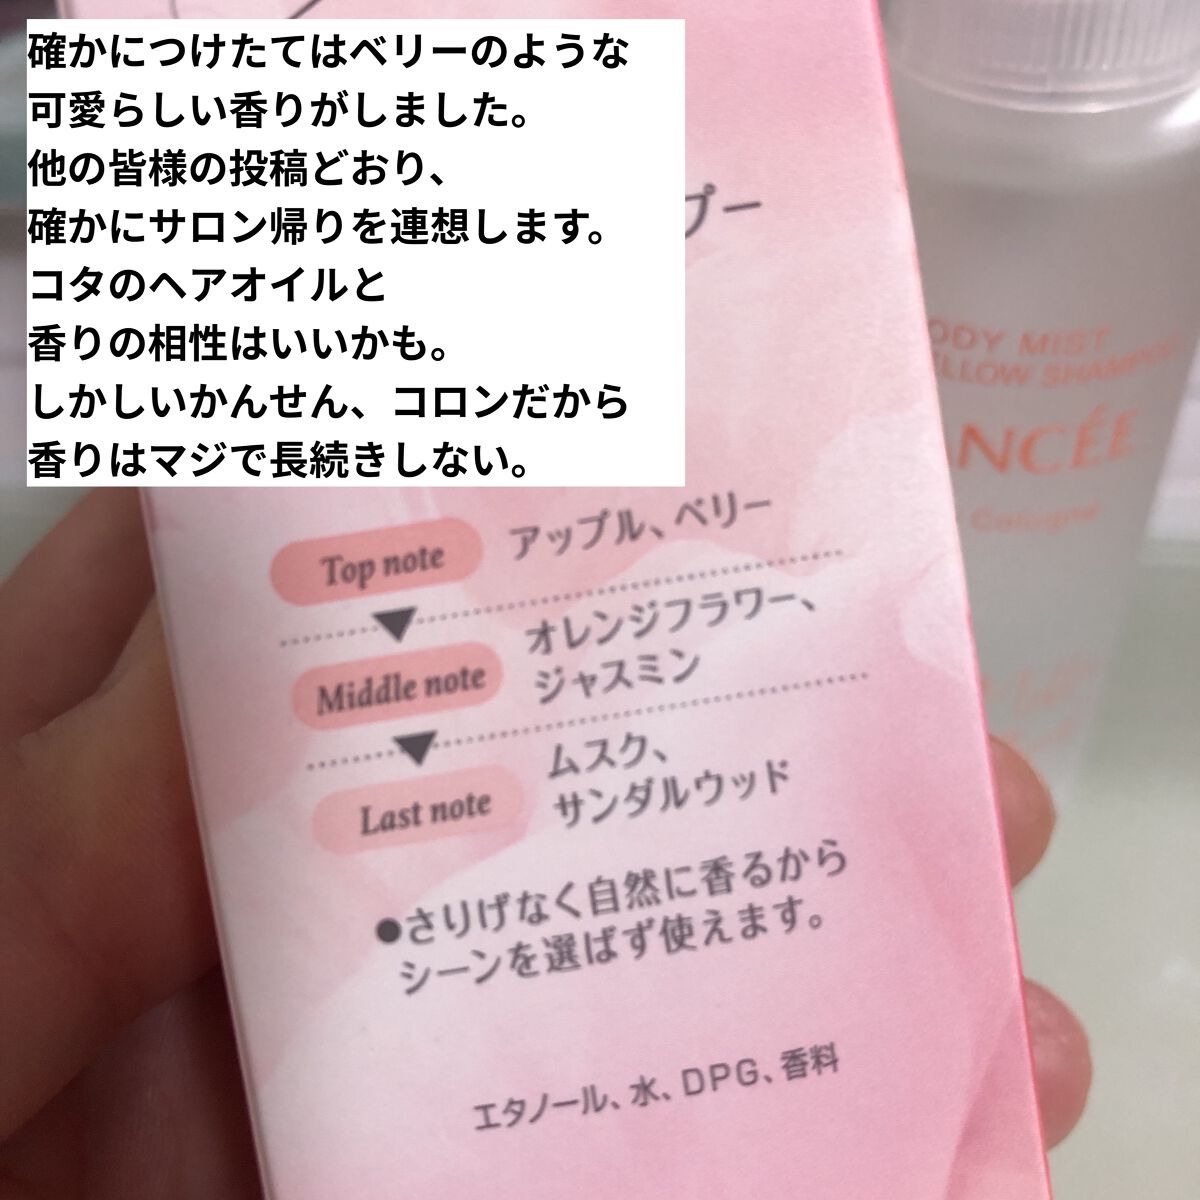 確かにつけたてはベリーのような
可愛らしい香りがしました。
他の皆様の投稿どおり、
確かにサロン帰りを連想します。
コタのヘアオイルと
香りの相性はいいかも。
しかしいかんせん、コロンだから
香りはマジで長続きしない。
プー
ODY MIST
ELLOW SHAMPOO
ANCÉE
Cologne
Top note アップル、ベリー
Middle note オレンジフラワー、
ジャスミン
Last note ムスク、
サンダルウッド
●さりげなく自然に香るから
シーンを選ばず使えます。
エタノール、水、DPG、香料